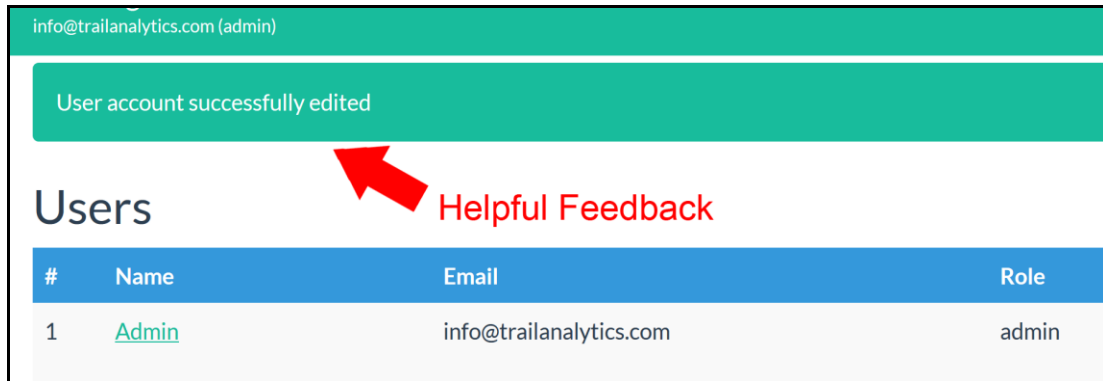 info@trailanalytics.com (admin)
User account successfully edited
Users
Helpful Feedback
# Name Email Role
1 Admin info@trailanalytics.com admin